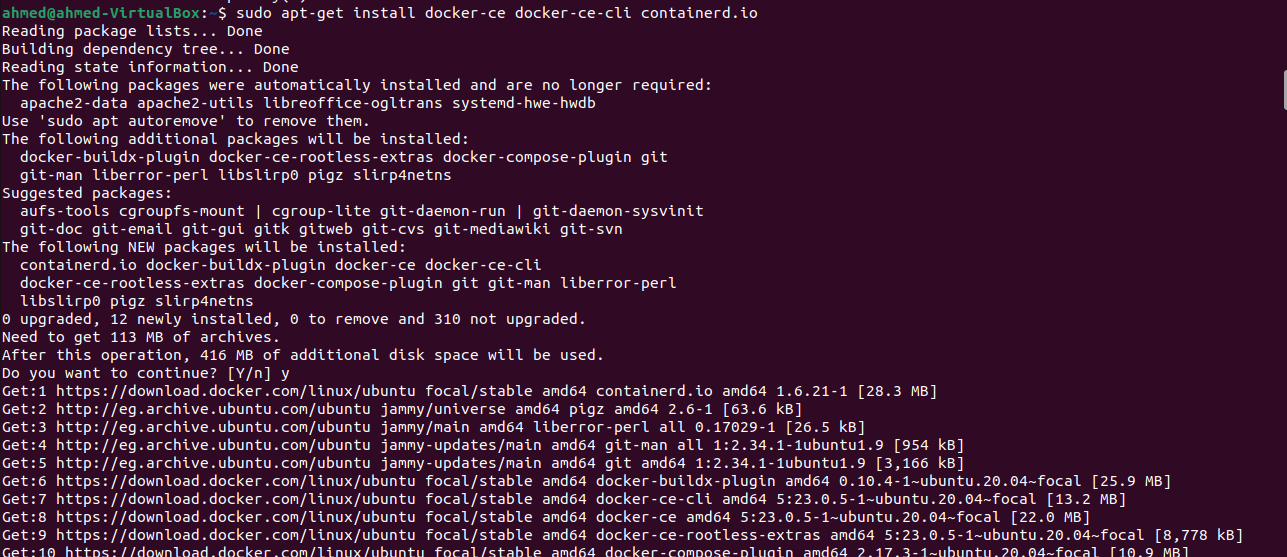 ahmed@ahmed-VirtualBox:~$ sudo apt-get install docker-ce docker-ce-cli containerd.io
Reading package lists... Done
Building dependency tree... Done
Reading state information... Done
The following packages were automatically installed and are no longer required:
  apache2-data apache2-utils libreoffice-ogltrans systemd-hwe-hwdb
Use 'sudo apt autoremove' to remove them.
The following additional packages will be installed:
  docker-buildx-plugin docker-ce-rootless-extras docker-compose-plugin git
  git-man liberror-perl libslirp0 pigz slirp4netns
Suggested packages:
  aufs-tools cgroupfs-mount | cgroup-lite git-daemon-run | git-daemon-sysvinit
  git-doc git-email git-gui gitk gitweb git-cvs git-mediawiki git-svn
The following NEW packages will be installed:
  containerd.io docker-buildx-plugin docker-ce docker-ce-cli
  docker-ce-rootless-extras docker-compose-plugin git git-man liberror-perl
  libslirp0 pigz slirp4netns
0 upgraded, 12 newly installed, 0 to remove and 310 not upgraded.
Need to get 113 MB of archives.
After this operation, 416 MB of additional disk space will be used.
Do you want to continue? [Y/n] y
Get:1 https://download.docker.com/linux/ubuntu focal/stable amd64 containerd.io amd64 1.6.21-1 [28.3 MB]
Get:2 http://eg.archive.ubuntu.com/ubuntu jammy/universe amd64 pigz amd64 2.6-1 [63.6 kB]
Get:3 http://eg.archive.ubuntu.com/ubuntu jammy/main amd64 liberror-perl all 0.17029-1 [26.5 kB]
Get:4 http://eg.archive.ubuntu.com/ubuntu jammy-updates/main amd64 git-man all 1:2.34.1-1ubuntu1.9 [954 kB]
Get:5 http://eg.archive.ubuntu.com/ubuntu jammy-updates/main amd64 git amd64 1:2.34.1-1ubuntu1.9 [3,166 kB]
Get:6 https://download.docker.com/linux/ubuntu focal/stable amd64 docker-buildx-plugin amd64 0.10.4-1~ubuntu.20.04~focal [25.9 MB]
Get:7 https://download.docker.com/linux/ubuntu focal/stable amd64 docker-ce-cli amd64 5:23.0.5-1~ubuntu.20.04~focal [13.2 MB]
Get:8 https://download.docker.com/linux/ubuntu focal/stable amd64 docker-ce amd64 5:23.0.5-1~ubuntu.20.04~focal [22.0 MB]
Get:9 https://download.docker.com/linux/ubuntu focal/stable amd64 docker-ce-rootless-extras amd64 5:23.0.5-1~ubuntu.20.04~focal [8,778 kB]
Get:10 https://download.docker.com/linux/ubuntu focal/stable amd64 docker-compose-plugin amd64 2.17.3-1~ubuntu.20.04~focal [10.9 MB]